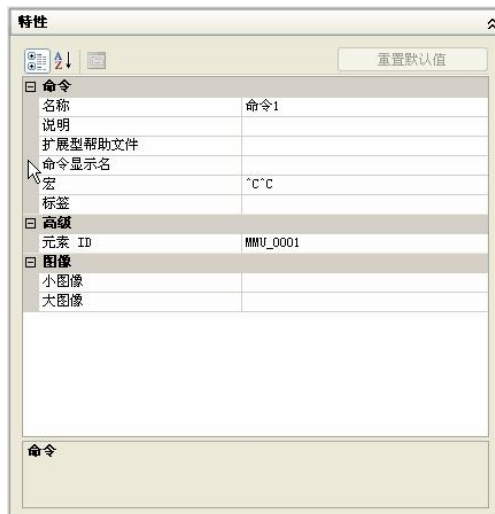 特性
重置默认值
命令
名称 命令1
说明
扩展型帮助文件
命令显示名
宏 ^C^C
标签
高级
元素 ID MMU_0001
图像
小图像
大图像
命令